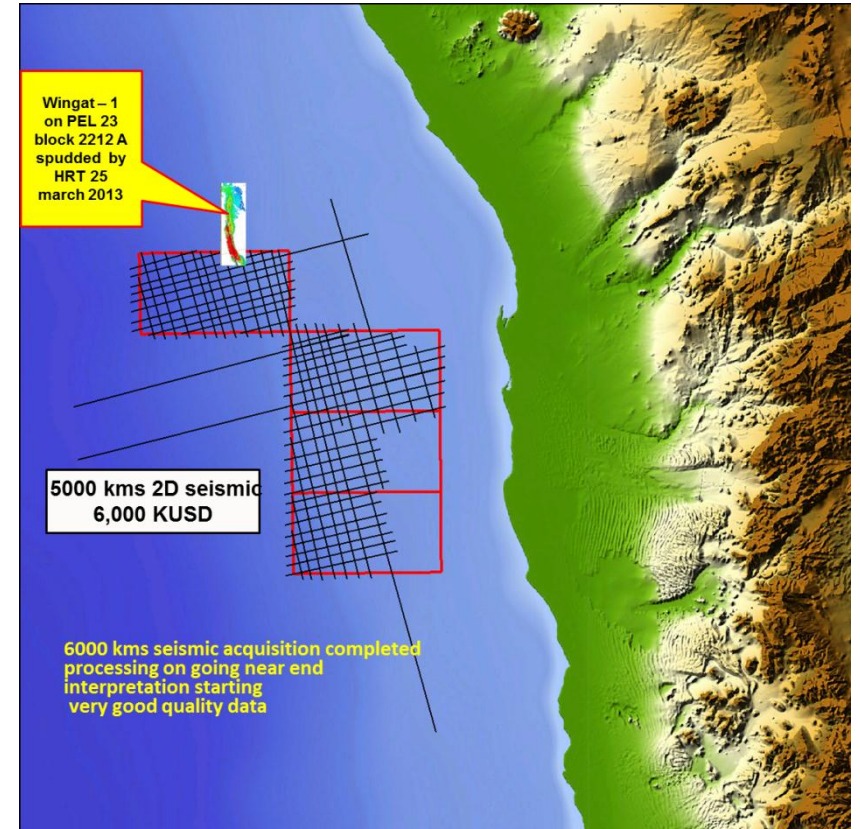 Wingat – 1
on PEL 23
block 2212 A
spudded by
HRT 25
march 2013
5000 kms 2D seismic
6,000 KUSD
6000 kms seismic acquisition completed
processing on going near end
interpretation starting
very good quality data